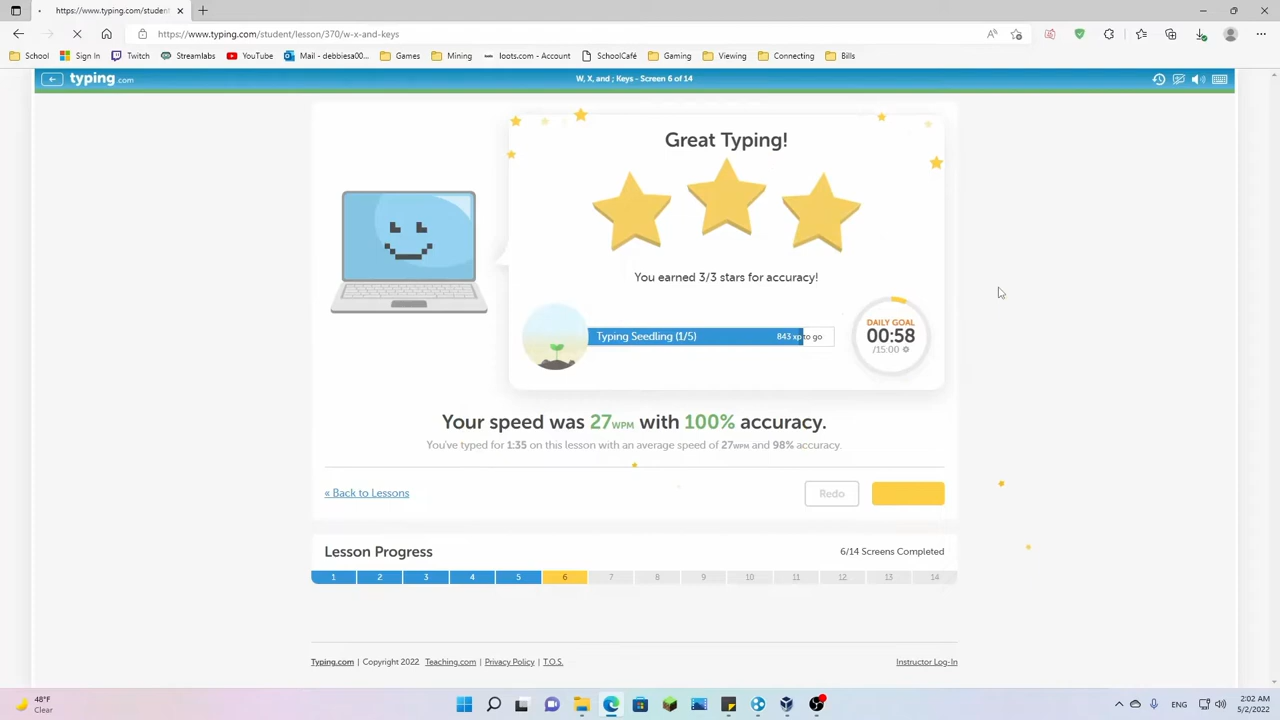 https://www.typing.com/student
https://www.typing.com/student/lesson/370/w-x-and-keys
School
Sign In
Twitch
Streamlabs
YouTube
Mail - debbiesa00...
Games
Mining
loots.com - Account
SchoolCafé
Gaming
Viewing
Connecting
Bills
typing.com
W, X, and ; Keys - Screen 6 of 14
Great Typing!
You earned 3/3 stars for accuracy!
Typing Seedling (1/5)
843 xp to go
DAILY GOAL
00:58
/15:00
Your speed was 27WPM with 100% accuracy.
You've typed for 1:35 on this lesson with an average speed of 27WPM and 98% accuracy.
« Back to Lessons
Redo
Lesson Progress
6/14 Screens Completed
1 2 3 4 5 6 7 8 9 10 11 12 13 14
Typing.com | Copyright 2022 Teaching.com | Privacy Policy | T.O.S.
Instructor Log-In
48°F
Clear
ENG
2:02 AM
5/2/2022